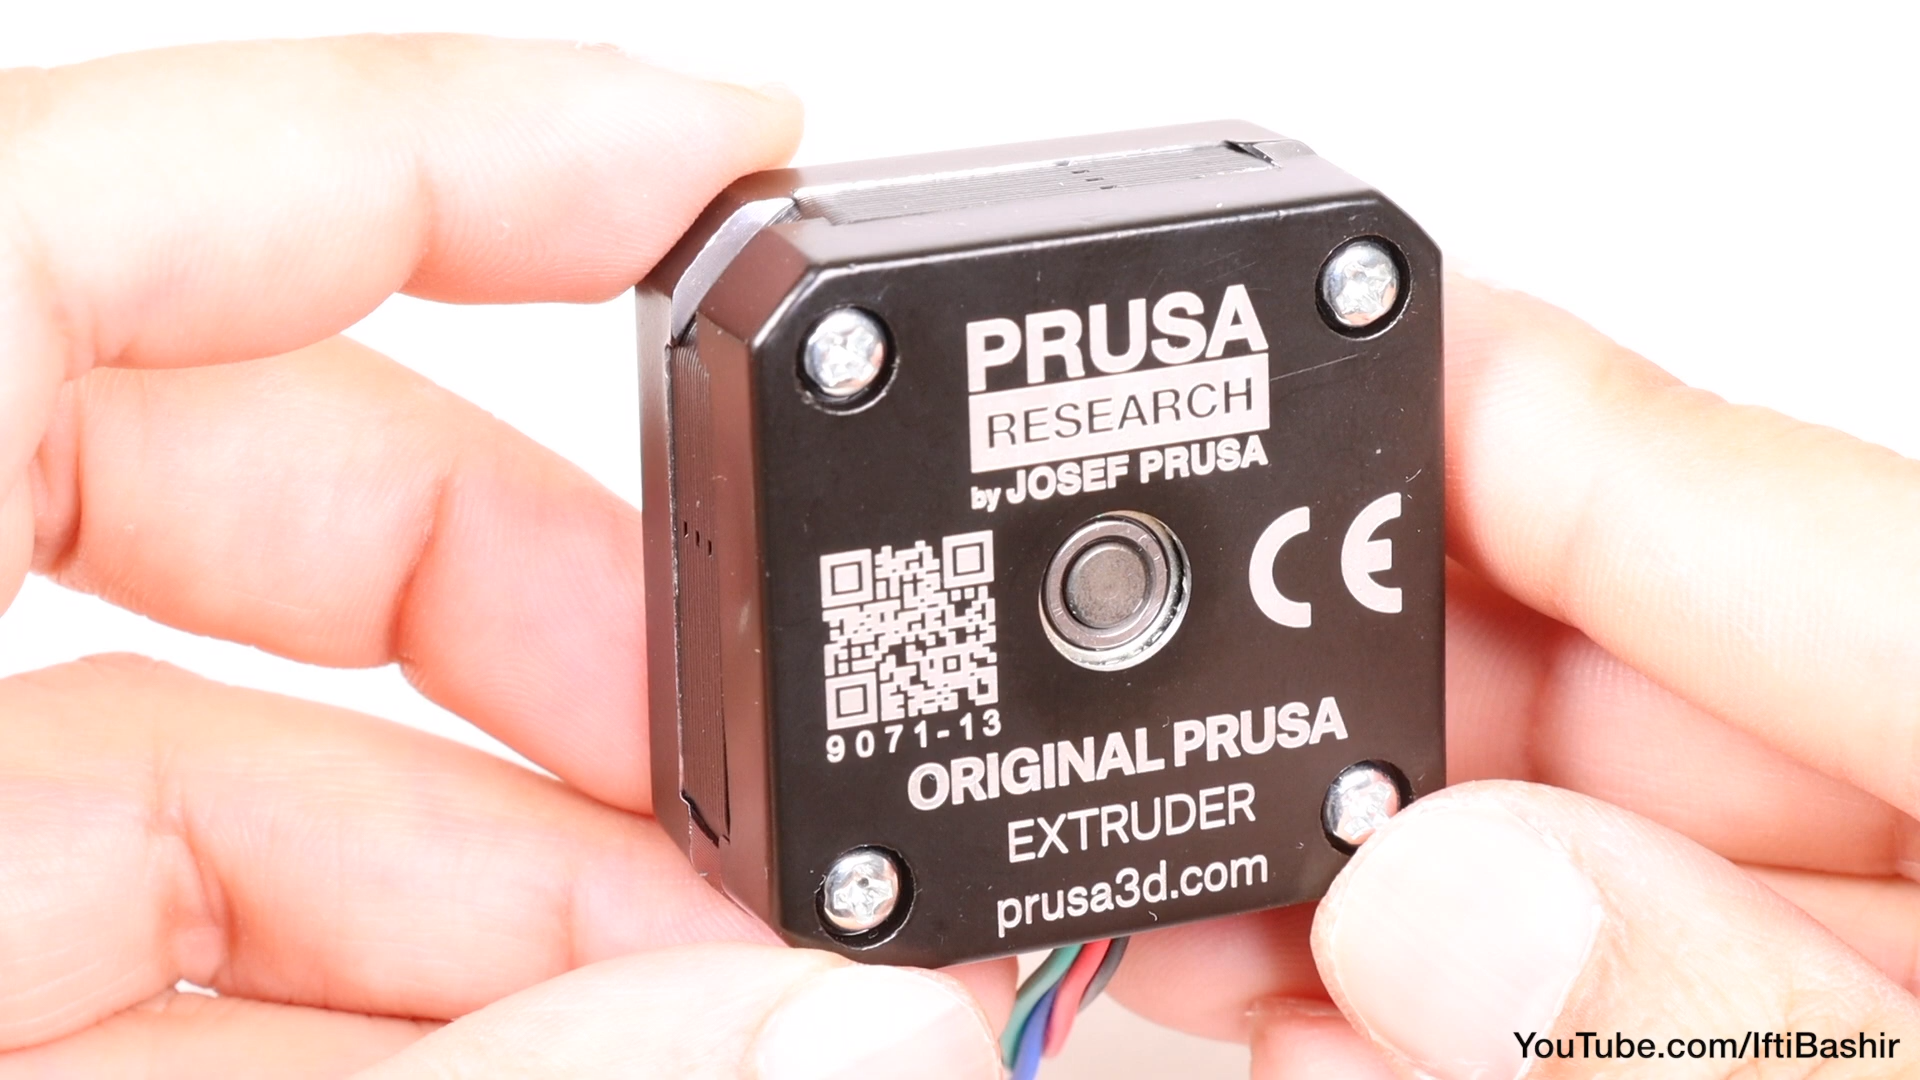 PRUSA
RESEARCH
by JOSEF PRUSA
CE
9071-13
ORIGINAL PRUSA
EXTRUDER
prusa3d.com
YouTube.com/IftiBashir